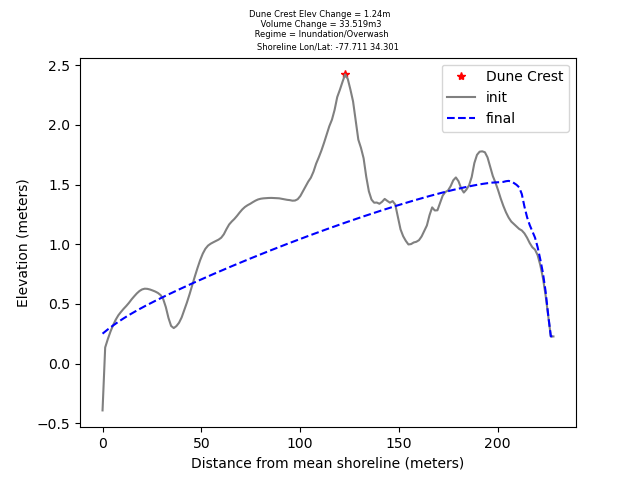 Dune Crest Elev Change = 1.24m
Volume Change = 33.519m3
Regime = Inundation/Overwash
Shoreline Lon/Lat: -77.711 34.301
Dune Crest
init
final
2.5
2.0
1.5
1.0
0.5
0.0
−0.5
Elevation (meters)
0
50
100
150
200
Distance from mean shoreline (meters)